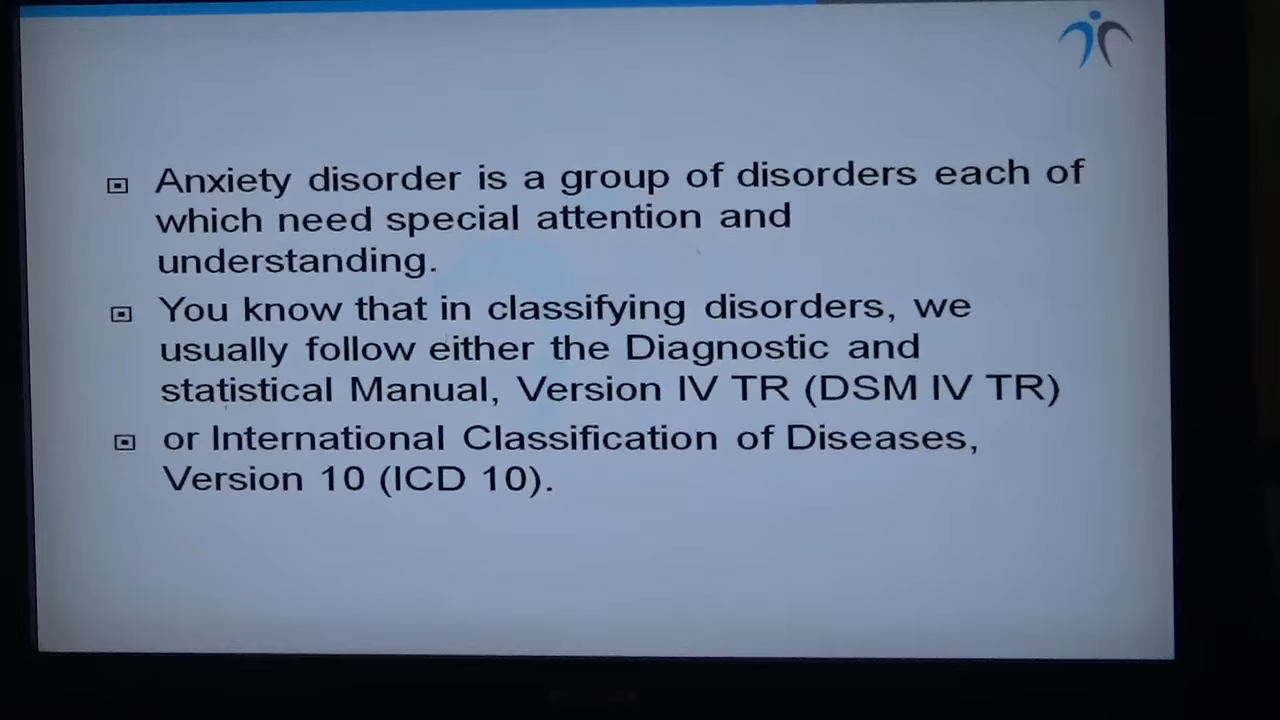 Anxiety disorder is a group of disorders each of
which need special attention and
understanding.
You know that in classifying disorders, we
usually follow either the Diagnostic and
statistical Manual, Version IV TR (DSM IV TR)
or International Classification of Diseases,
Version 10 (ICD 10).